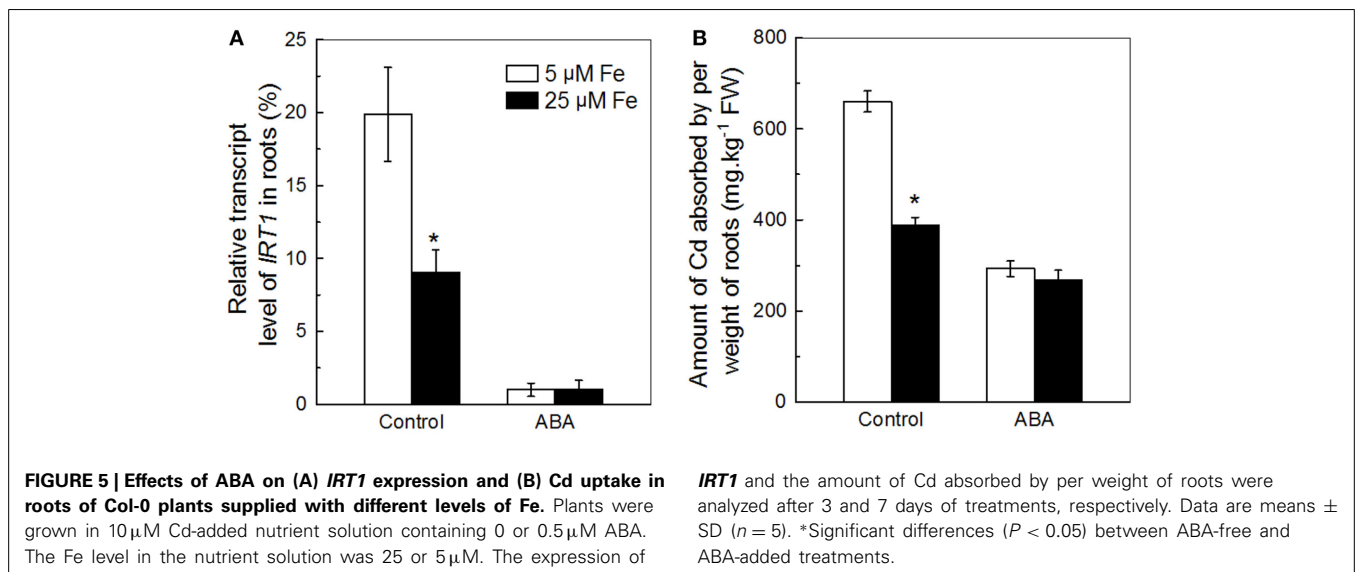 A
B
25
20
15
10
5
0
Relative transcript
level of IRT1 in roots (%)
5 µM Fe
25 µM Fe
*
Control
ABA
800
600
400
200
0
Amount of Cd absorbed by per
weight of roots (mg.kg-1 FW)
*
Control
ABA
FIGURE 5 | Effects of ABA on (A) IRT1 expression and (B) Cd uptake in
roots of Col-0 plants supplied with different levels of Fe. Plants were
grown in 10 µM Cd-added nutrient solution containing 0 or 0.5 µM ABA.
The Fe level in the nutrient solution was 25 or 5 µM. The expression of
IRT1 and the amount of Cd absorbed by per weight of roots were
analyzed after 3 and 7 days of treatments, respectively. Data are means ±
SD (n = 5). *Significant differences (P < 0.05) between ABA-free and
ABA-added treatments.